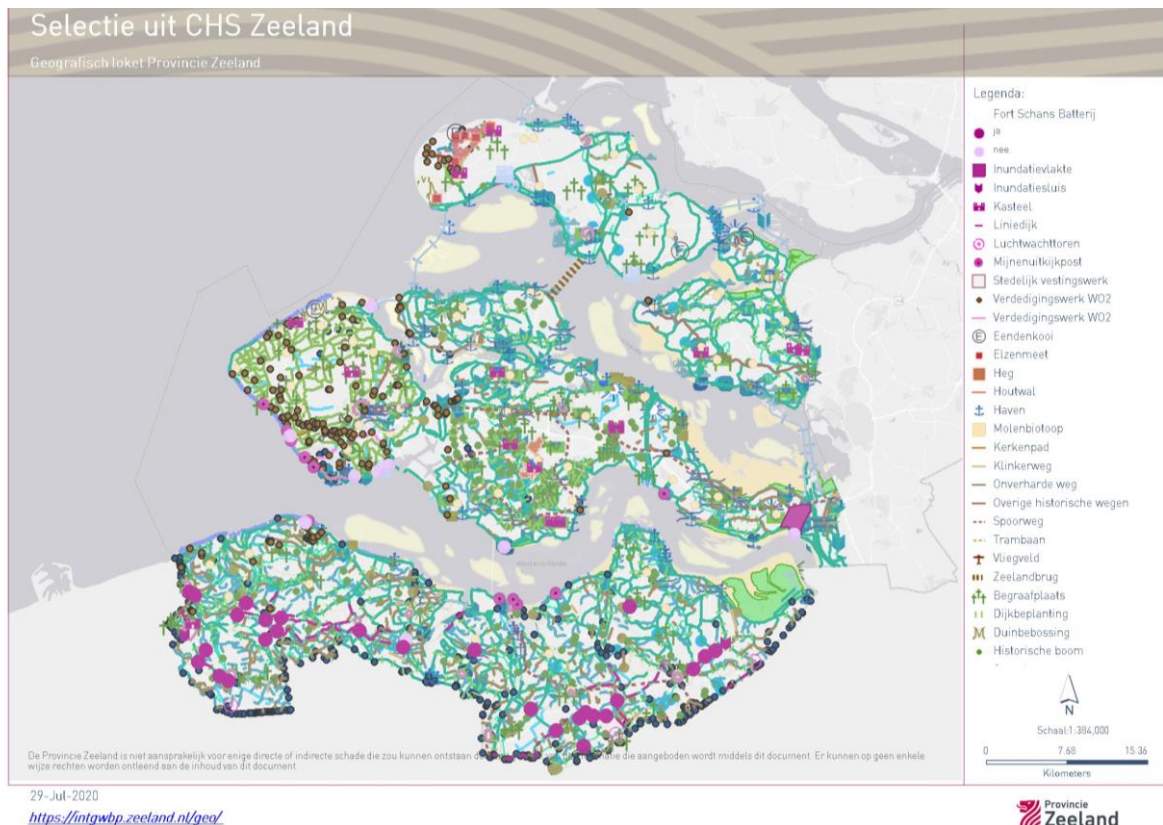 Selectie uit CHS Zeeland
Geografisch loket Provincie Zeeland
Legenda:
Fort Schans Batterij
ja
nee
Inundatievlakte
Inundatiesluis
Kasteel
Liniedijk
Luchtwachttoren
Mijnenuitkijkpost
Stedelijk vestingswerk
Verdedigingswerk WO2
Verdedigingswerk WO2
Eendenkooi
Elzenmeet
Heg
Houtwal
Haven
Molenbiotoop
Kerkenpad
Klinkerweg
Onverharde weg
Overige historische wegen
Spoorweg
Trambaan
Vliegveld
Zeelandbrug
Begraafplaats
Dijkbeplanting
Duinbebossing
Historische boom
N
Schaal:1:384,000
0 7.68 15.36
Kilometers
De Provincie Zeeland is niet aansprakelijk voor enige directe of indirecte schade die zou kunnen ontstaan die aangeboden wordt middels dit document. Er kunnen op geen enkele
wijze rechten worden ontleend aan de inhoud van dit document.
29-Jul-2020
https://intgwbp.zeeland.nl/geo/
Provincie
Zeeland